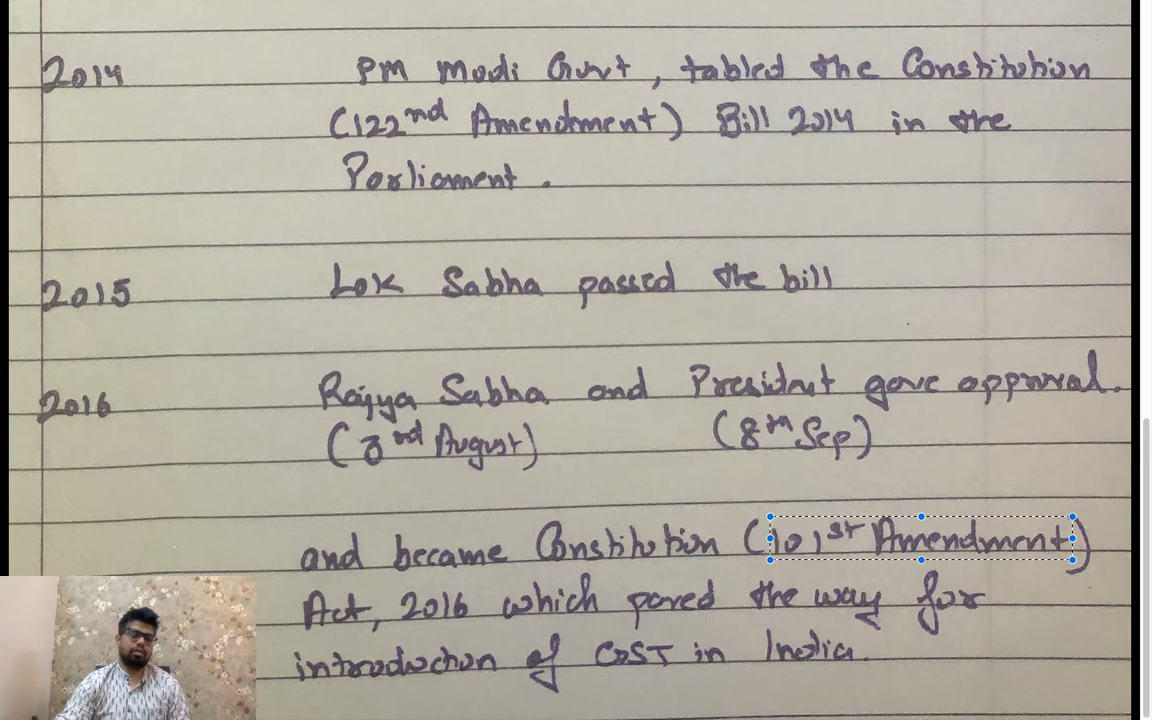 2014 PM Modi Govt, tabled the Constitution
(122nd Amendment) Bill 2014 in the
Parliament.
2015 Lok Sabha passed the bill
2016 Rajya Sabha and President gave approval.
(3nd August) (8th Sep)
and became Constitution (101st Amendment)
Act, 2016 which paved the way for
introduction of GST in India.